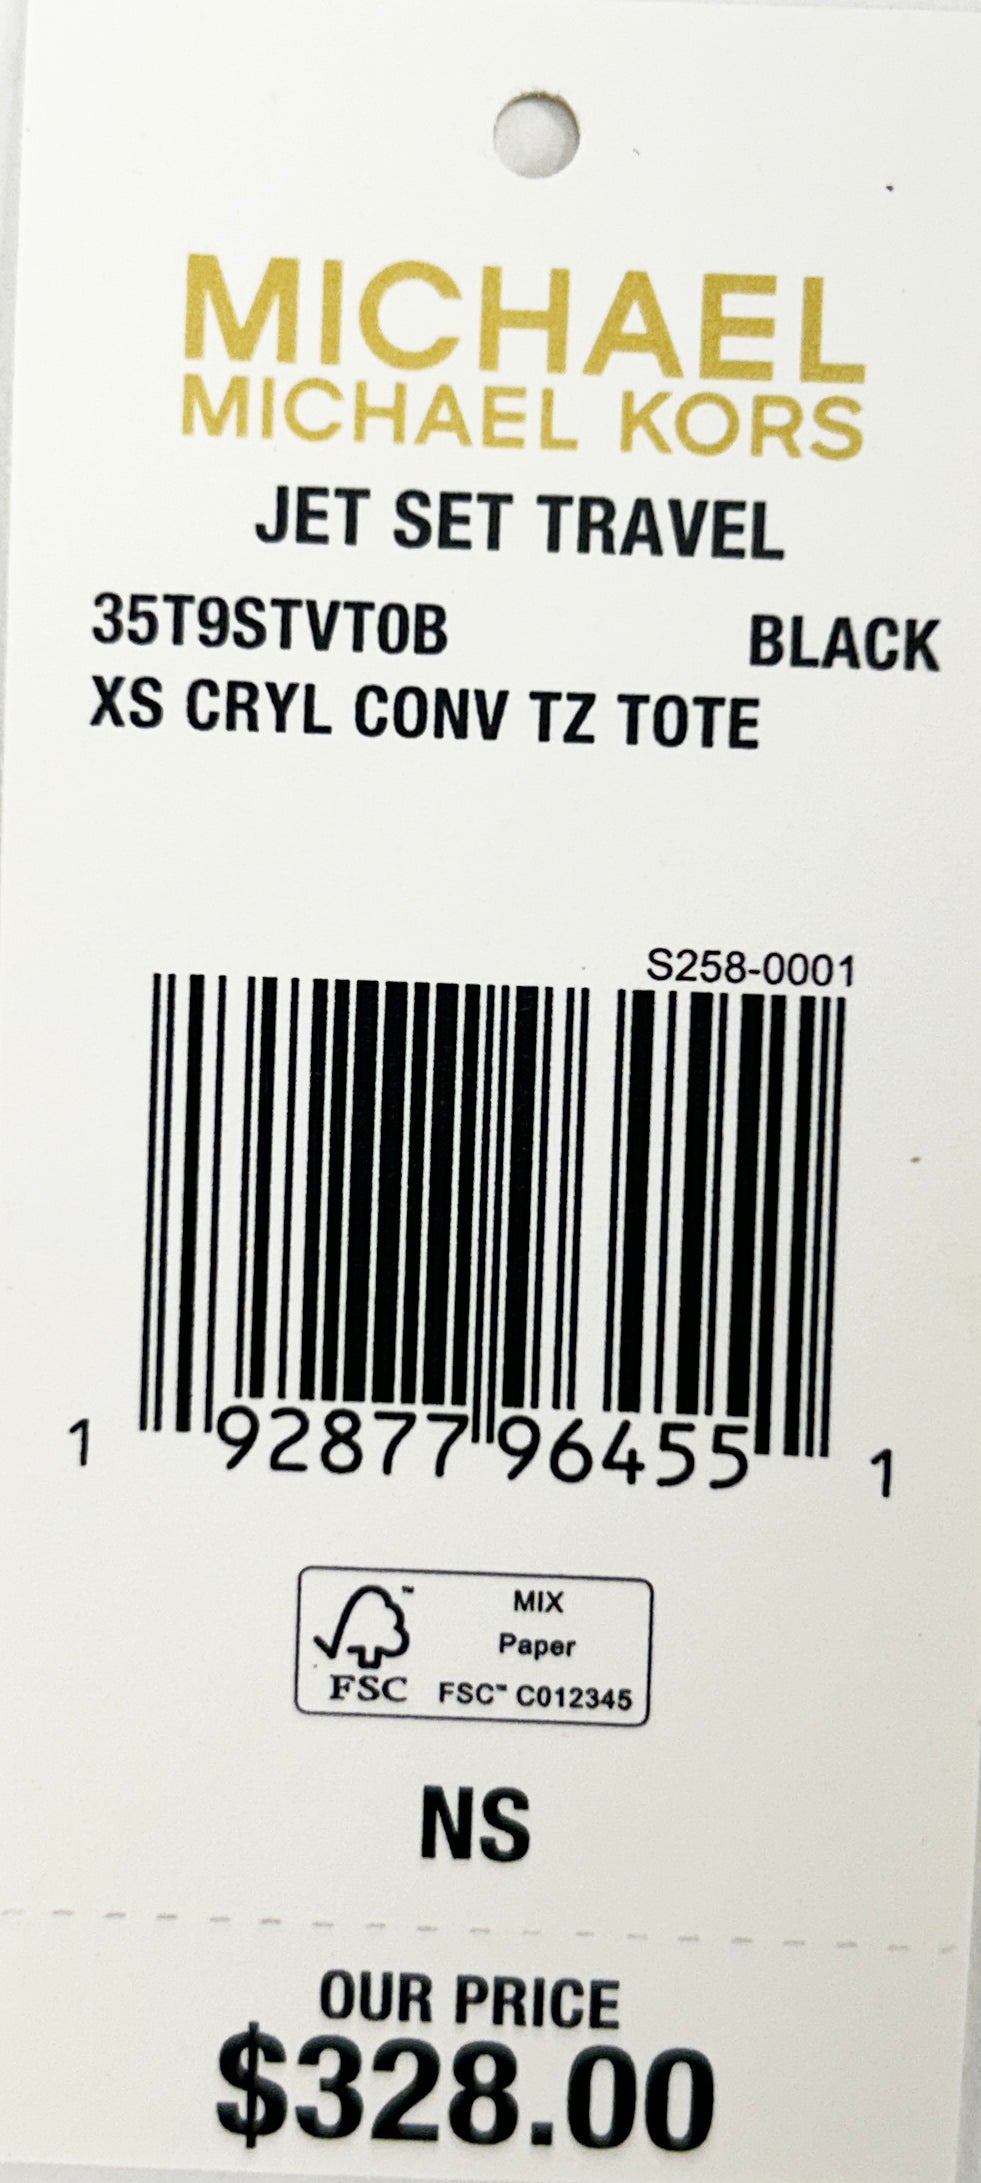 MICHAEL
MICHAEL KORS
JET SET TRAVEL
35T9STVT0B BLACK
XS CRYL CONV TZ TOTE
S258-0001
1 92877 96455 1
MIX
Paper
FSC™ FSC™ C012345
NS
OUR PRICE
$328.00